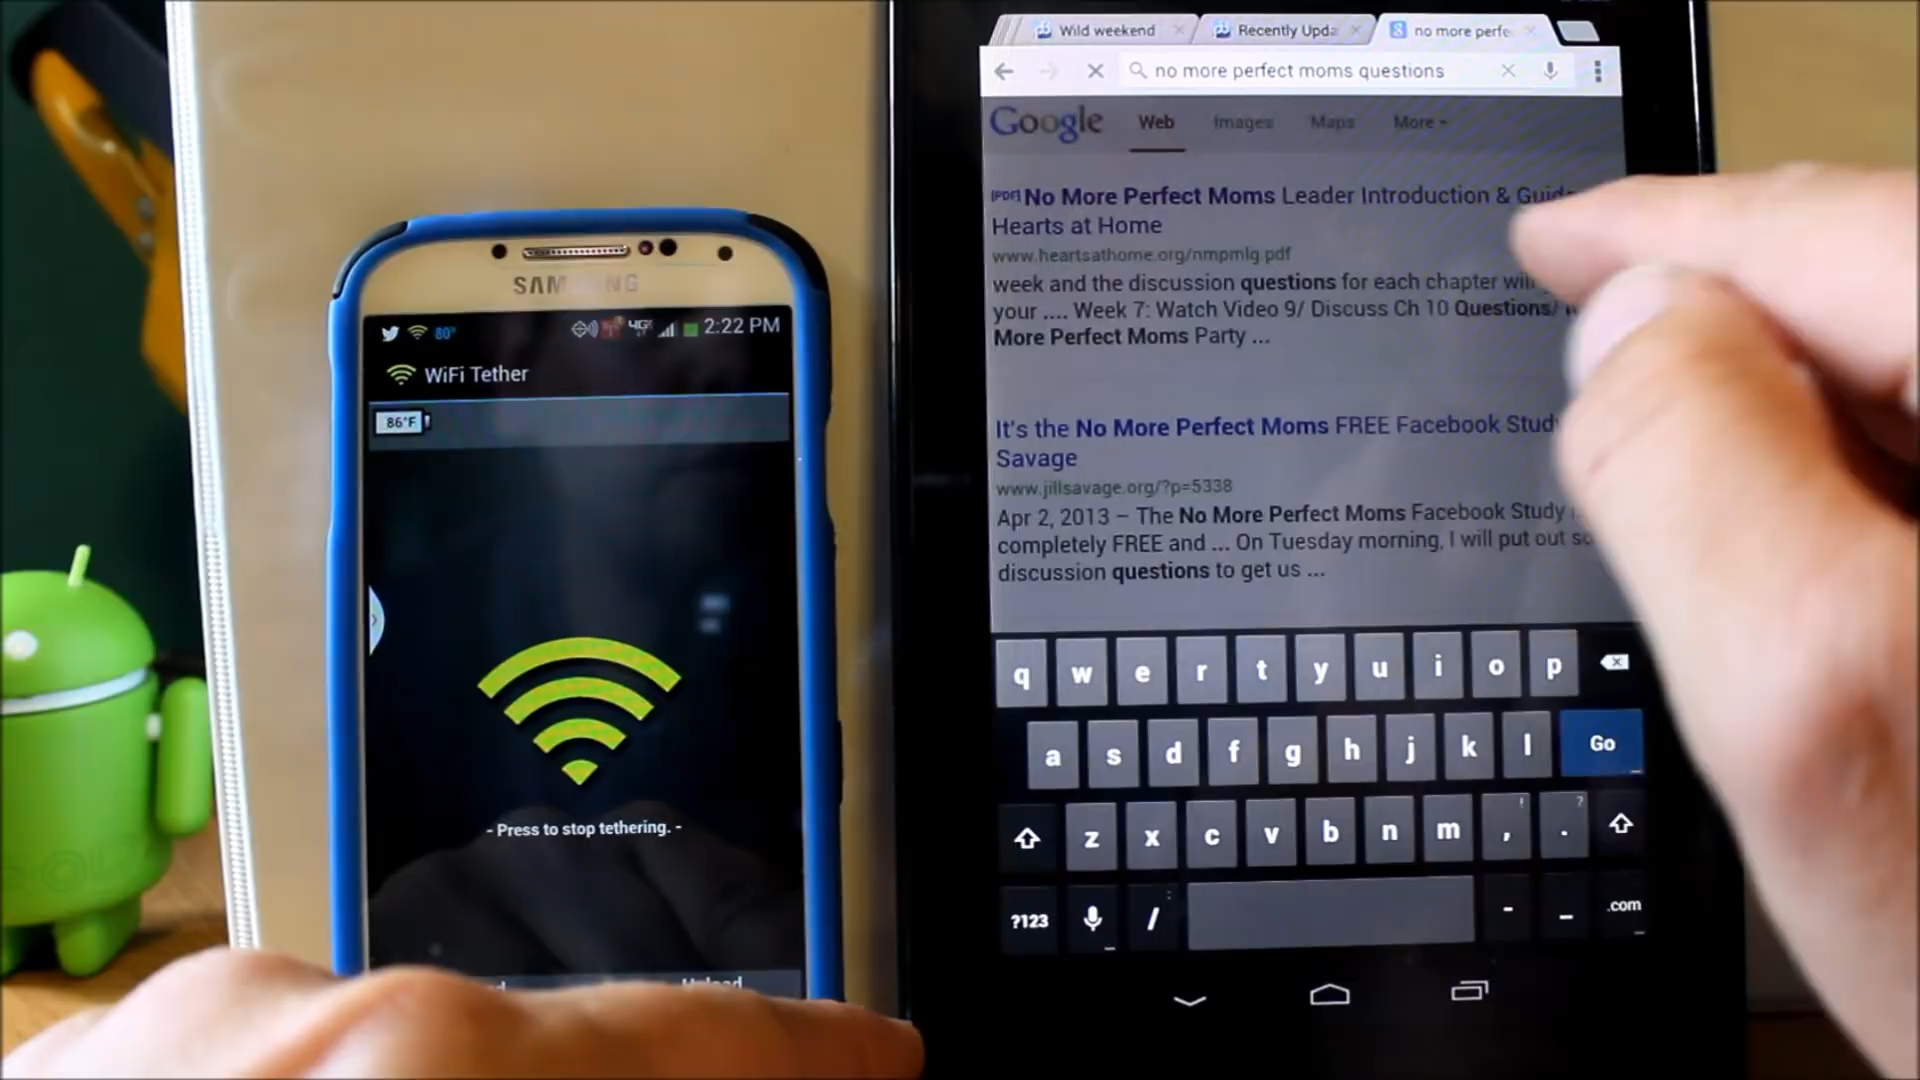 SAMSUNG
80°
4G
2:22 PM
WiFi Tether
86°F
- Press to stop tethering. -
Wild weekend
Recently Upda
no more perfe
no more perfect moms questions
Google
Web
Images
Maps
More
[PDF] No More Perfect Moms Leader Introduction &
Hearts at Home
www.heartsathome.org/nmpmlg.pdf
week and the discussion questions for each chapter will
your .... Week 7: Watch Video 9/ Discuss Ch 10 Questions/
More Perfect Moms Party ...
It's the No More Perfect Moms FREE Facebook Study
Savage
www.jillsavage.org/?p=5338
Apr 2, 2013 – The No More Perfect Moms Facebook Study
completely FREE and ... On Tuesday morning, I will put out
discussion questions to get us ...
q w e r t y u i o p
a s d f g h j k l Go
z x c v b n m , ! . ?
?123 / : - _ .com